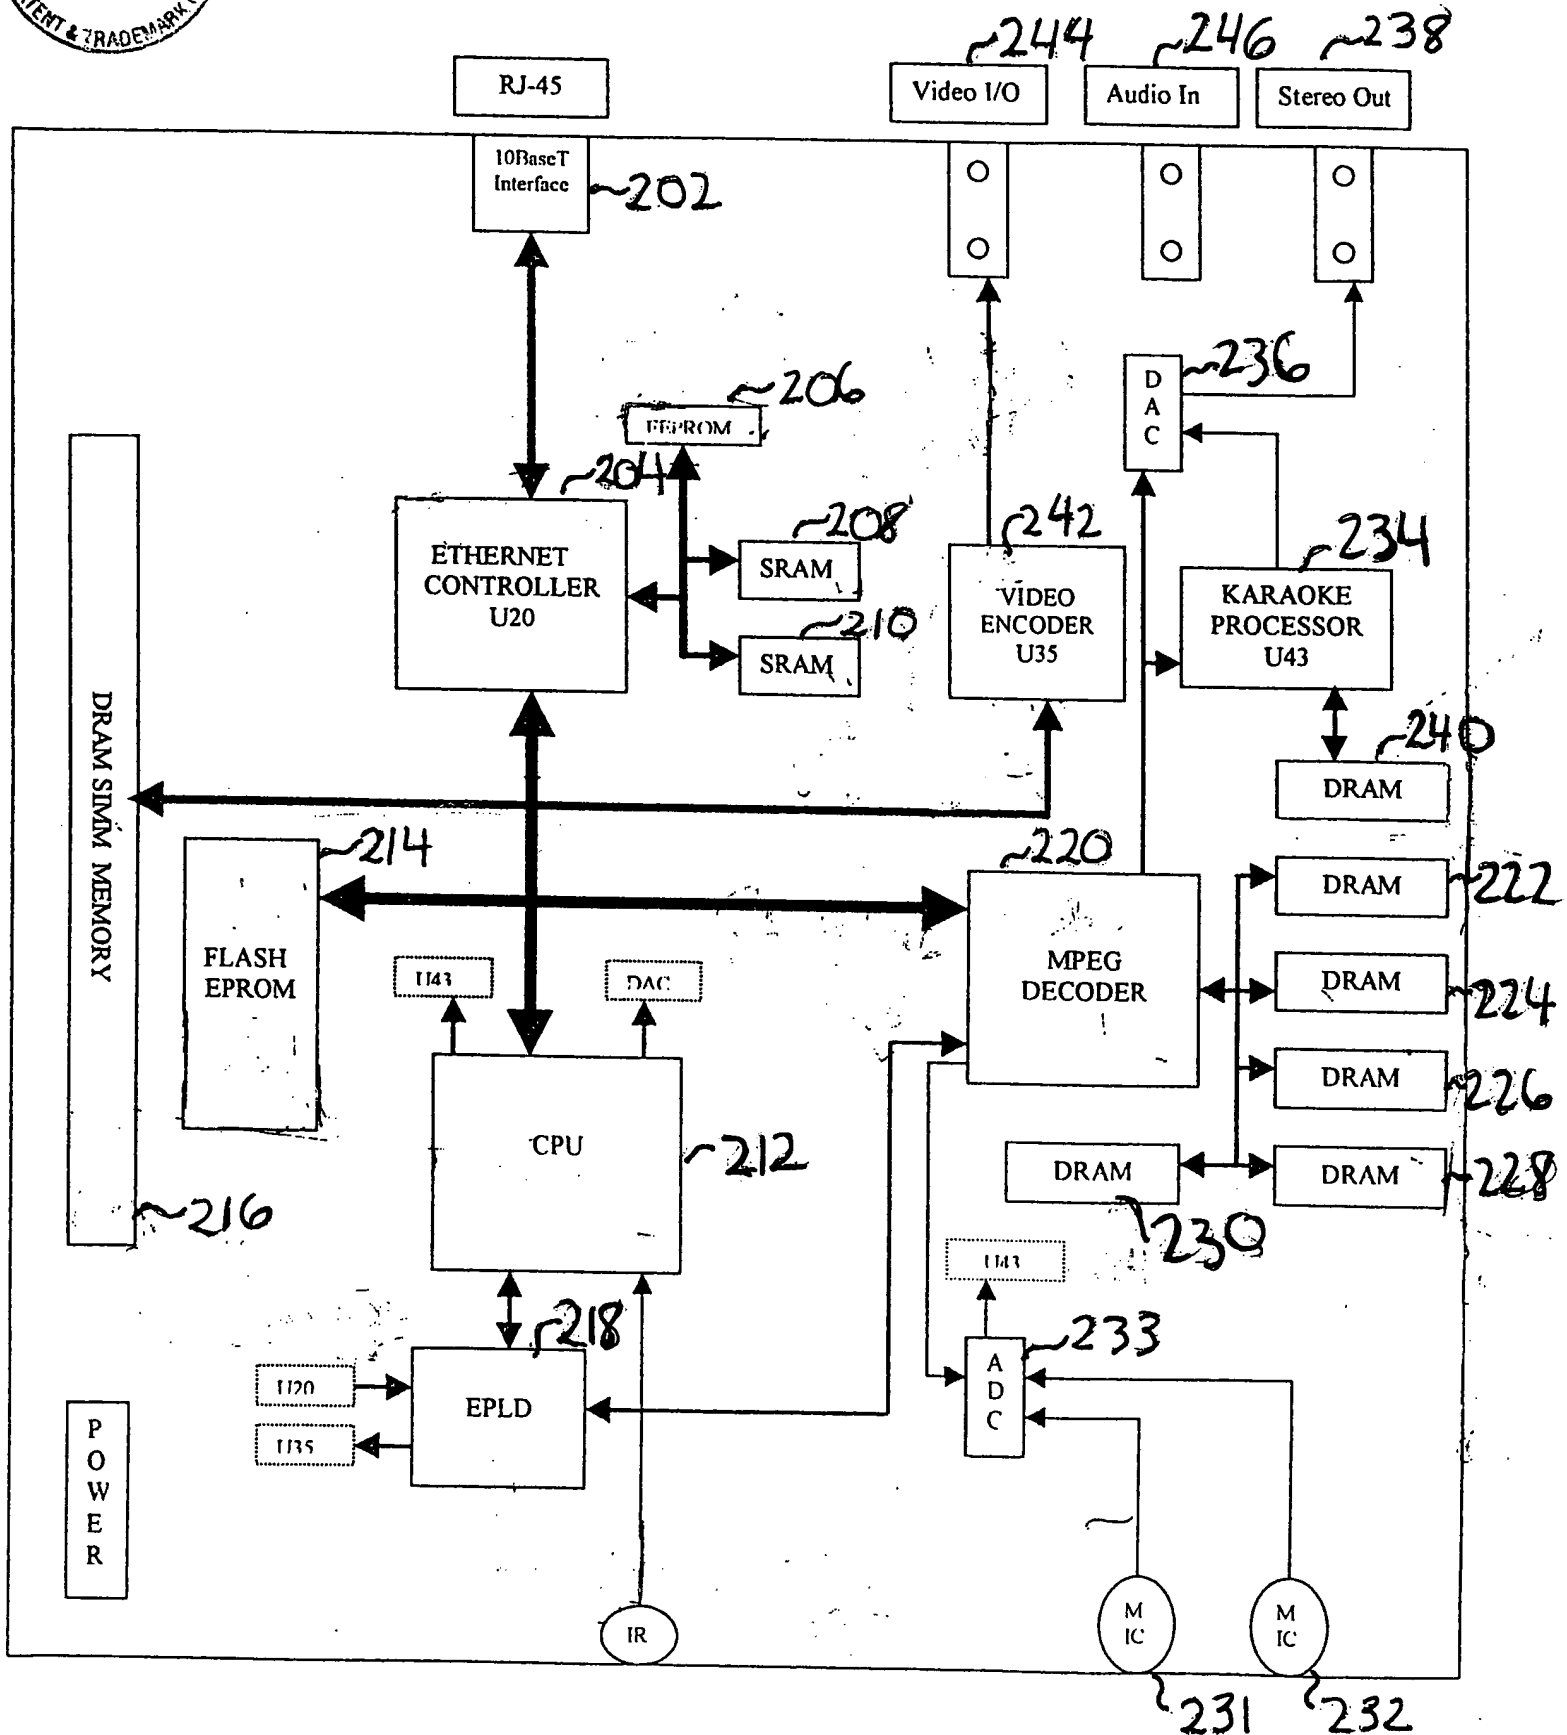 TENT & TRADEMARK
244
246
238
RJ-45
Video I/O
Audio In
Stereo Out
10BaseT
Interface
202
236
D
A
C
206
EEPROM
204
208
SRAM
210
SRAM
ETHERNET
CONTROLLER
U20
242
VIDEO
ENCODER
U35
234
KARAOKE
PROCESSOR
U43
240
DRAM
DRAM SIMM MEMORY
214
FLASH
EPROM
220
MPEG
DECODER
DRAM
222
DRAM
224
DRAM
226
DRAM
228
DRAM
230
U43
DAC
CPU
212
216
U43
233
A
D
C
218
EPLD
U20
U35
P
O
W
E
R
IR
M
IC
M
IC
231
232